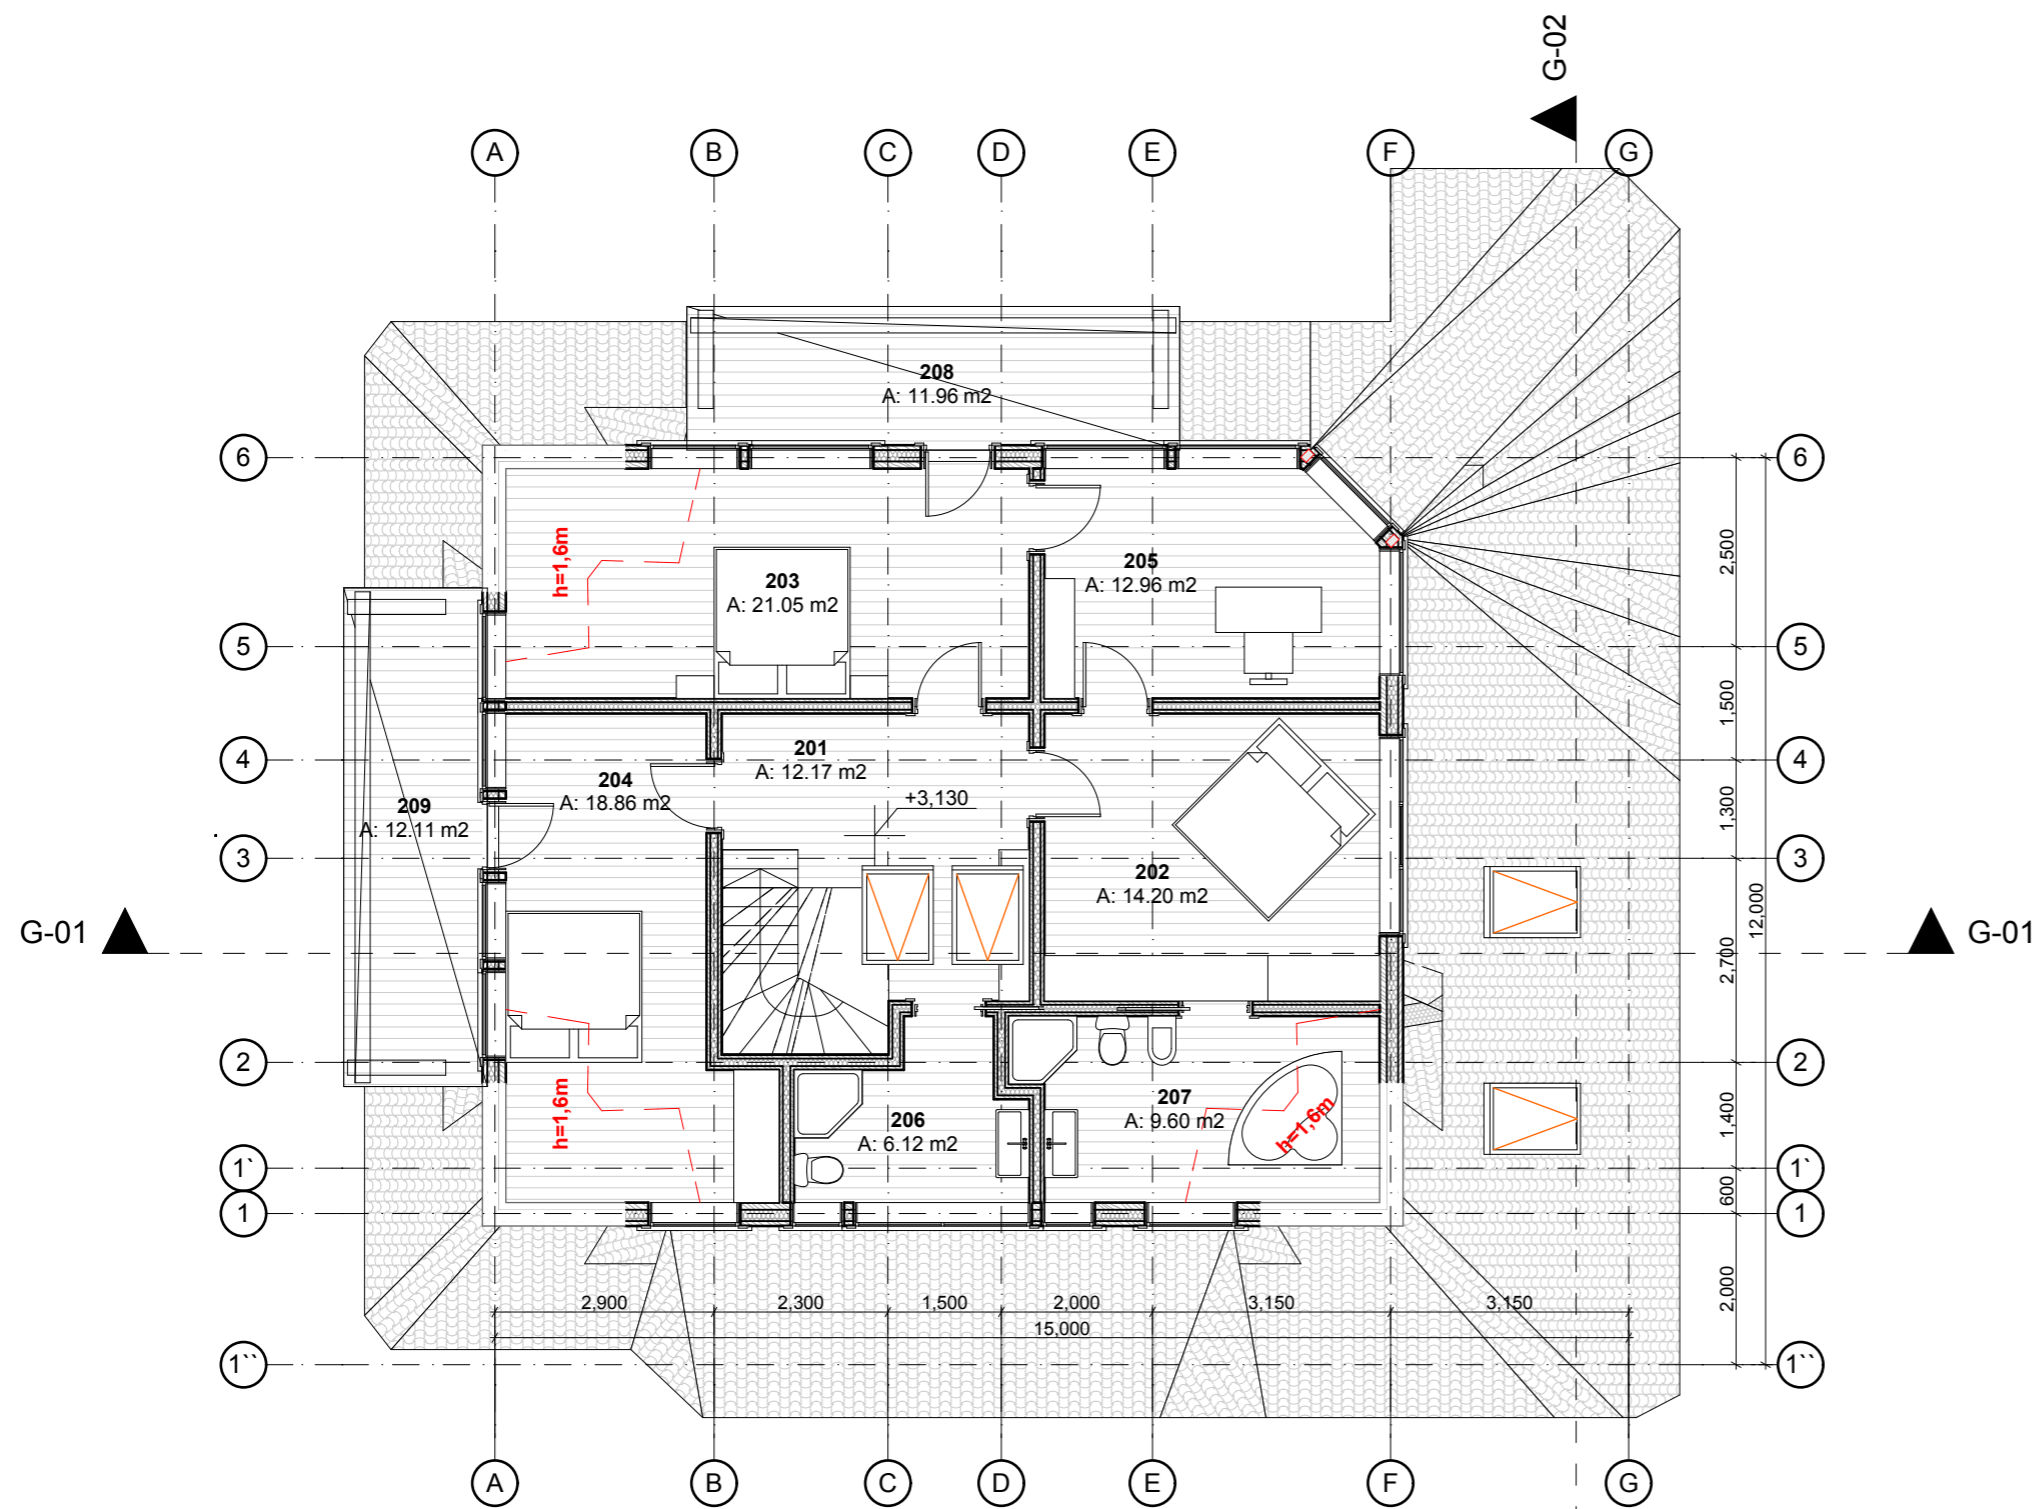 G-02
A
B
C
D
E
F
G
208
A: 11.96 m2
6
6
h=1,6m
203
A: 21.05 m2
205
A: 12.96 m2
2,500
5
5
201
A: 12.17 m2
1,500
4
4
204
A: 18.86 m2
209
A: 12.11 m2
+3,130
1,300
3
3
202
A: 14.20 m2
12,000
G-01
G-01
2,700
2
2
h=1,6m
206
A: 6.12 m2
207
A: 9.60 m2
h=1,6m
1,400
1`
1`
600
1
1
2,900
2,300
1,500
2,000
3,150
3,150
15,000
2,000
1``
1``
A
B
C
D
E
F
G